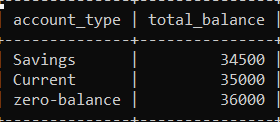 account_type | total_balance
Savings | 34500
Current | 35000
zero-balance | 36000